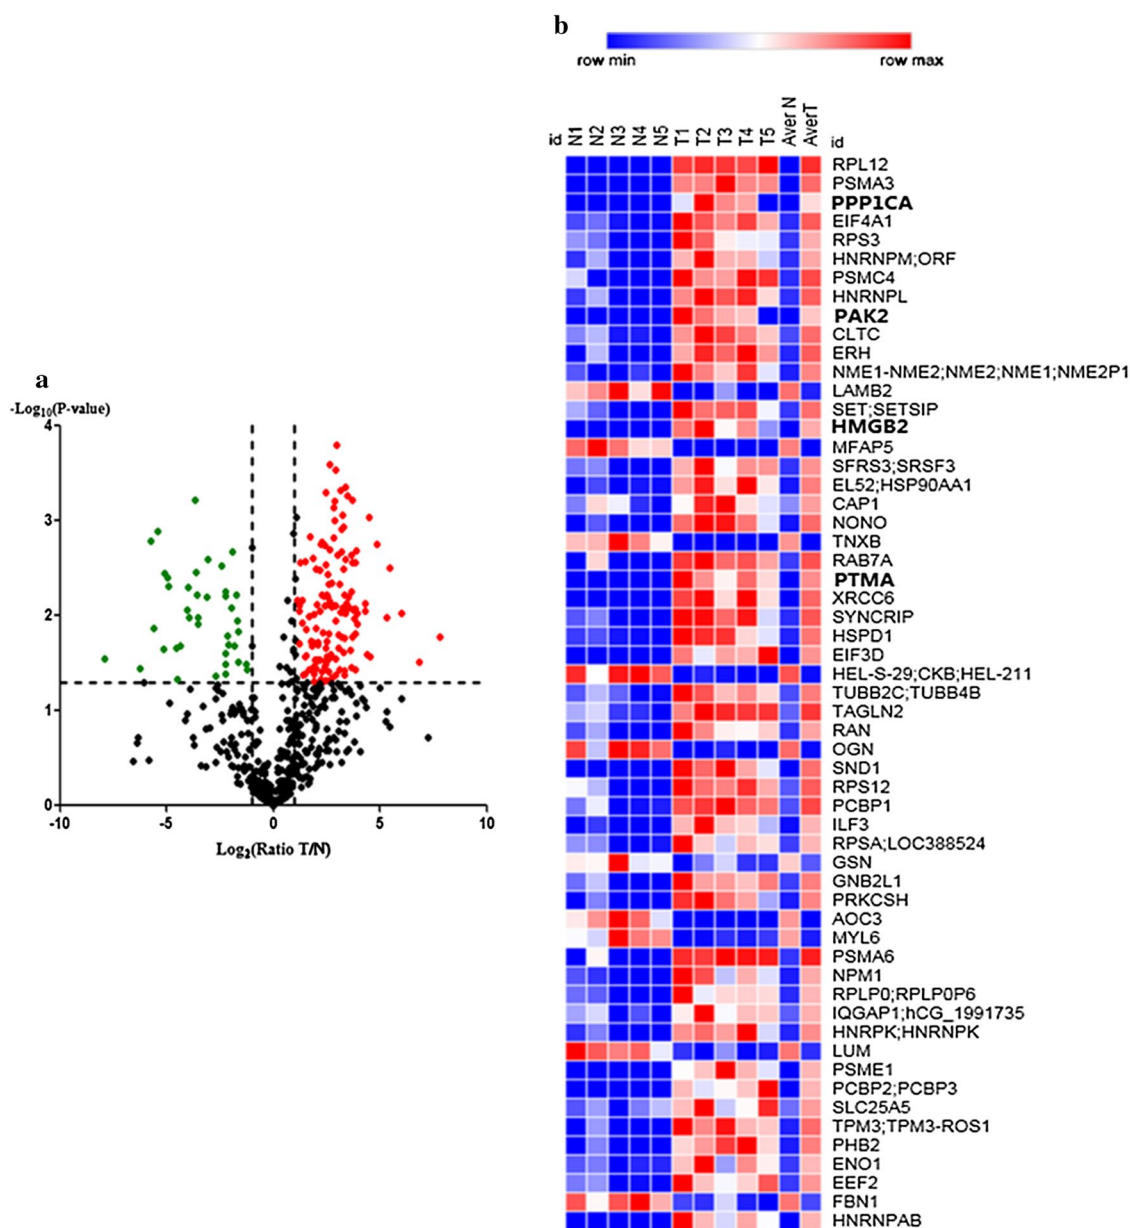 a
-Log10(P-value)
4
3
2
1
0
-10
-5
0
5
10
Log2(Ratio T/N)
b
row min
row max
id
N1
N2
N3
N4
N5
T1
T2
T3
T4
T5
Aver N
AverT
id
RPL12
PSMA3
PPP1CA
EIF4A1
RPS3
HNRNPM;ORF
PSMC4
HNRNPL
PAK2
CLTC
ERH
NME1-NME2;NME2;NME1;NME2P1
LAMB2
SET;SETSIP
HMGB2
MFAP5
SFRS3;SRSF3
EL52;HSP90AA1
CAP1
NONO
TNXB
RAB7A
PTMA
XRCC6
SYNCRIP
HSPD1
EIF3D
HEL-S-29;CKB;HEL-211
TUBB2C;TUBB4B
TAGLN2
RAN
OGN
SND1
RPS12
PCBP1
ILF3
RPSA;LOC388524
GSN
GNB2L1
PRKCSH
AOC3
MYL6
PSMA6
NPM1
RPLP0;RPLP0P6
IQGAP1;hCG_1991735
HNRPK;HNRNPK
LUM
PSME1
PCBP2;PCBP3
SLC25A5
TPM3;TPM3-ROS1
PHB2
ENO1
EEF2
FBN1
HNRNPAB